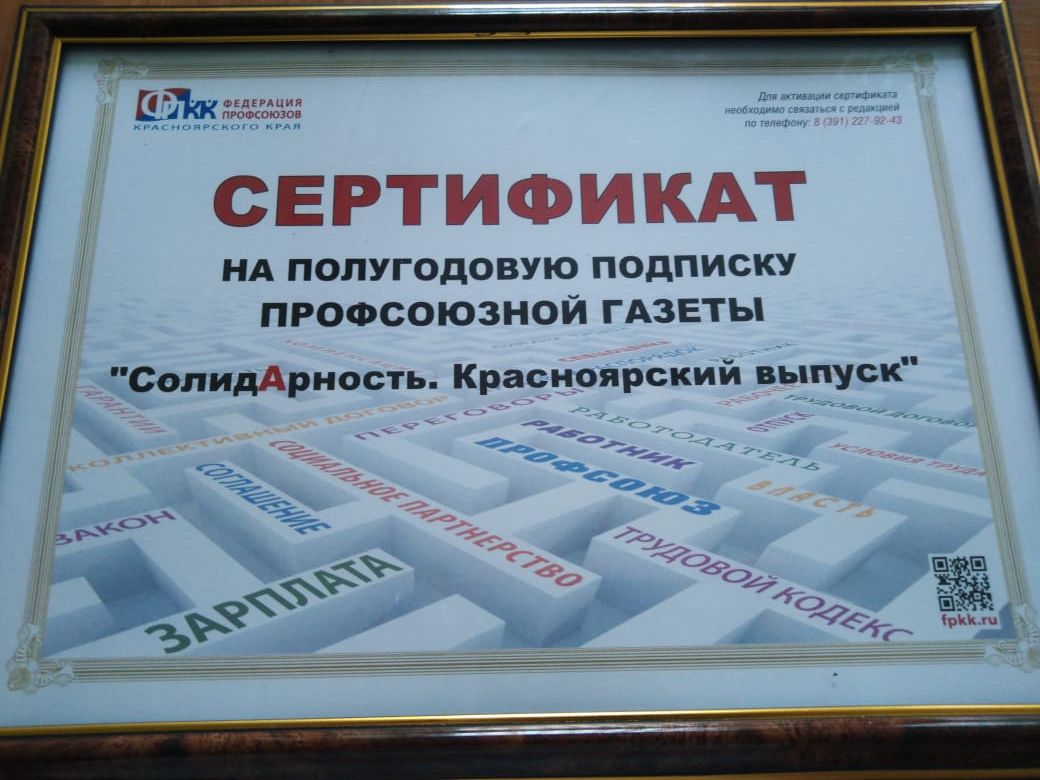 ФПКК ФЕДЕРАЦИЯ
ПРОФСОЮЗОВ
КРАСНОЯРСКОГО КРАЯ
Для активации сертификата
необходимо связаться с редакцией
по телефону: 8 (391) 227-92-43
СЕРТИФИКАТ
НА ПОЛУГОДОВУЮ ПОДПИСКУ
ПРОФСОЮЗНОЙ ГАЗЕТЫ
"СолидАрность. Красноярский выпуск"
ГАРАНТИИ
КОЛЛЕКТИВНЫЙ ДОГОВОР
ПЕРЕГОВОРЫ
СПЕЦОЦЕНКА
РАБОТНИК
ОТПУСК
ТРУДОВОЙ ДОГОВОР
РАБОТОДАТЕЛЬ
УСЛОВИЯ ТРУДА
РАБОТНИК
ПРОФСОЮЗ
ВЛАСТЬ
СОГЛАШЕНИЕ
СОЦИАЛЬНОЕ ПАРТНЕРСТВО
ЗАКОН
ЗАРПЛАТА
ТРУДОВОЙ КОДЕКС
fpkk.ru